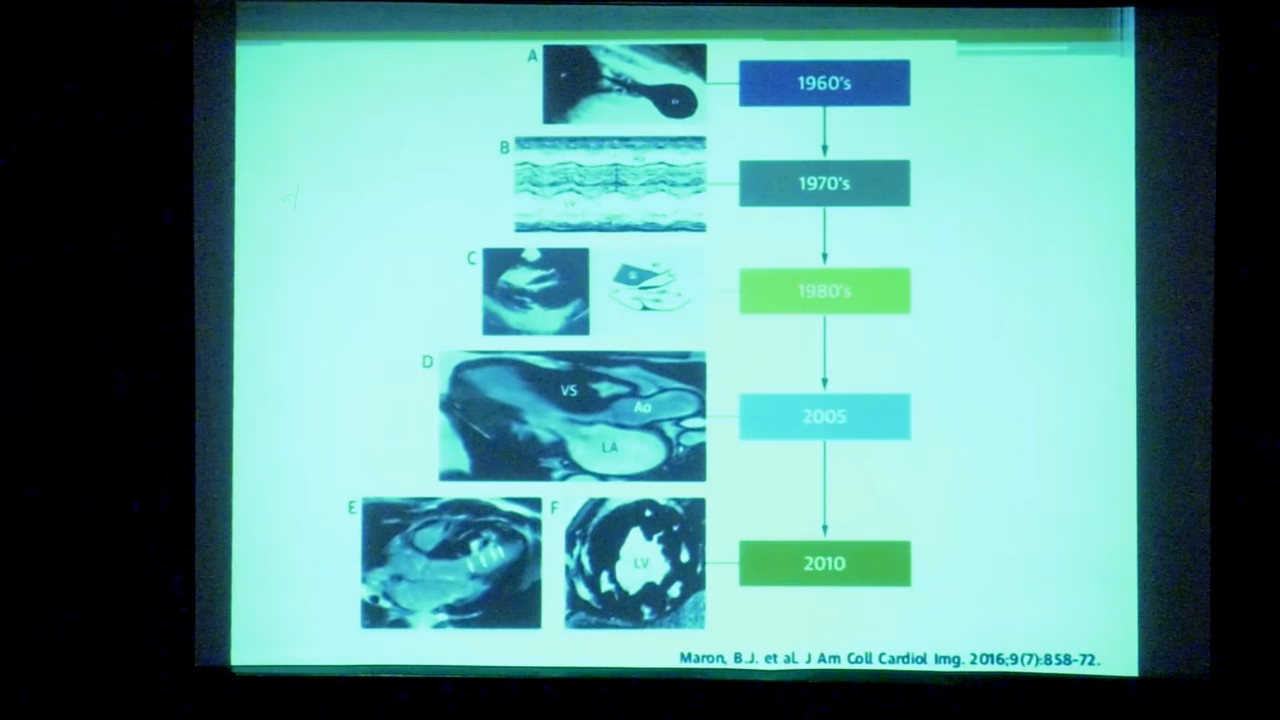 A
1960's
B
1970's
C
1980's
D
VS
Ao
LA
2005
E
F
LV
2010
Maron, B.J. et al. J Am Coll Cardiol Img. 2016;9(7):858-72.